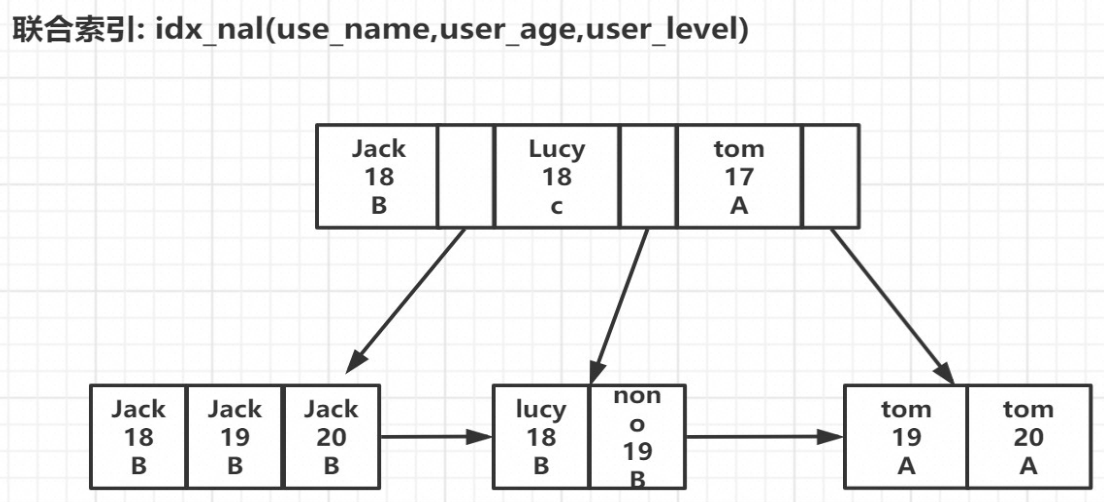 联合索引: idx_nal(use_name,user_age,user_level)
Jack
18
B
Lucy
18
c
tom
17
A
Jack
18
B
Jack
19
B
Jack
20
B
lucy
18
B
non
o
19
B
tom
19
A
tom
20
A